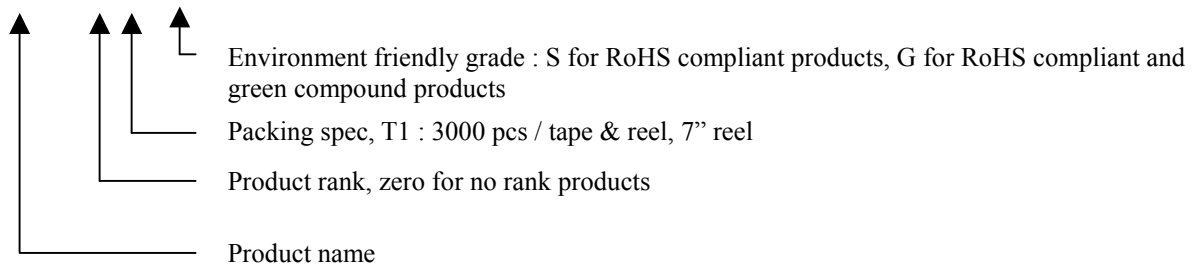 Environment friendly grade : S for RoHS compliant products, G for RoHS compliant and
green compound products
Packing spec, T1 : 3000 pcs / tape & reel, 7” reel
Product rank, zero for no rank products
Product name